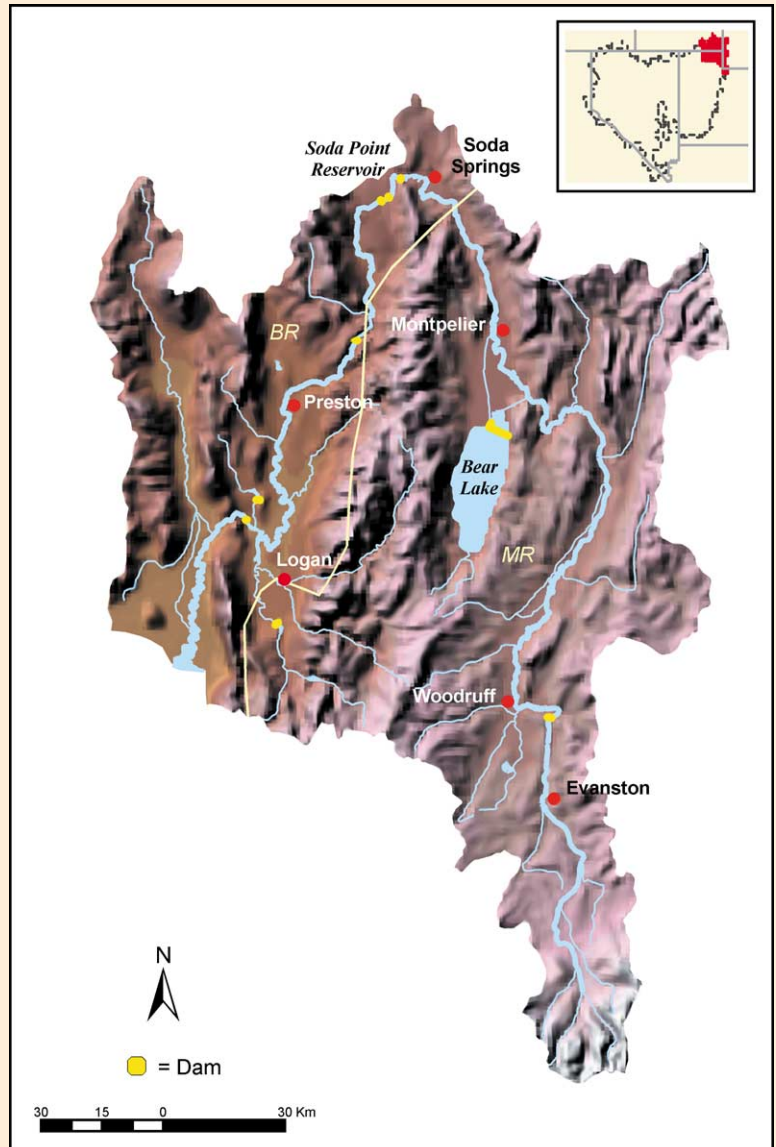 Soda Point
Reservoir
Soda
Springs
Montpelier
BR
Preston
Bear
Lake
MR
Logan
Woodruff
Evanston
N
= Dam
30 15 0 30 Km